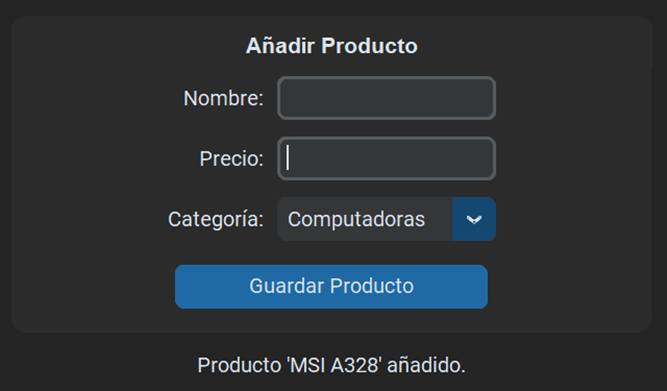 Añadir Producto
Nombre:
Precio:
Categoría: Computadoras
Guardar Producto
Producto 'MSI A328' añadido.